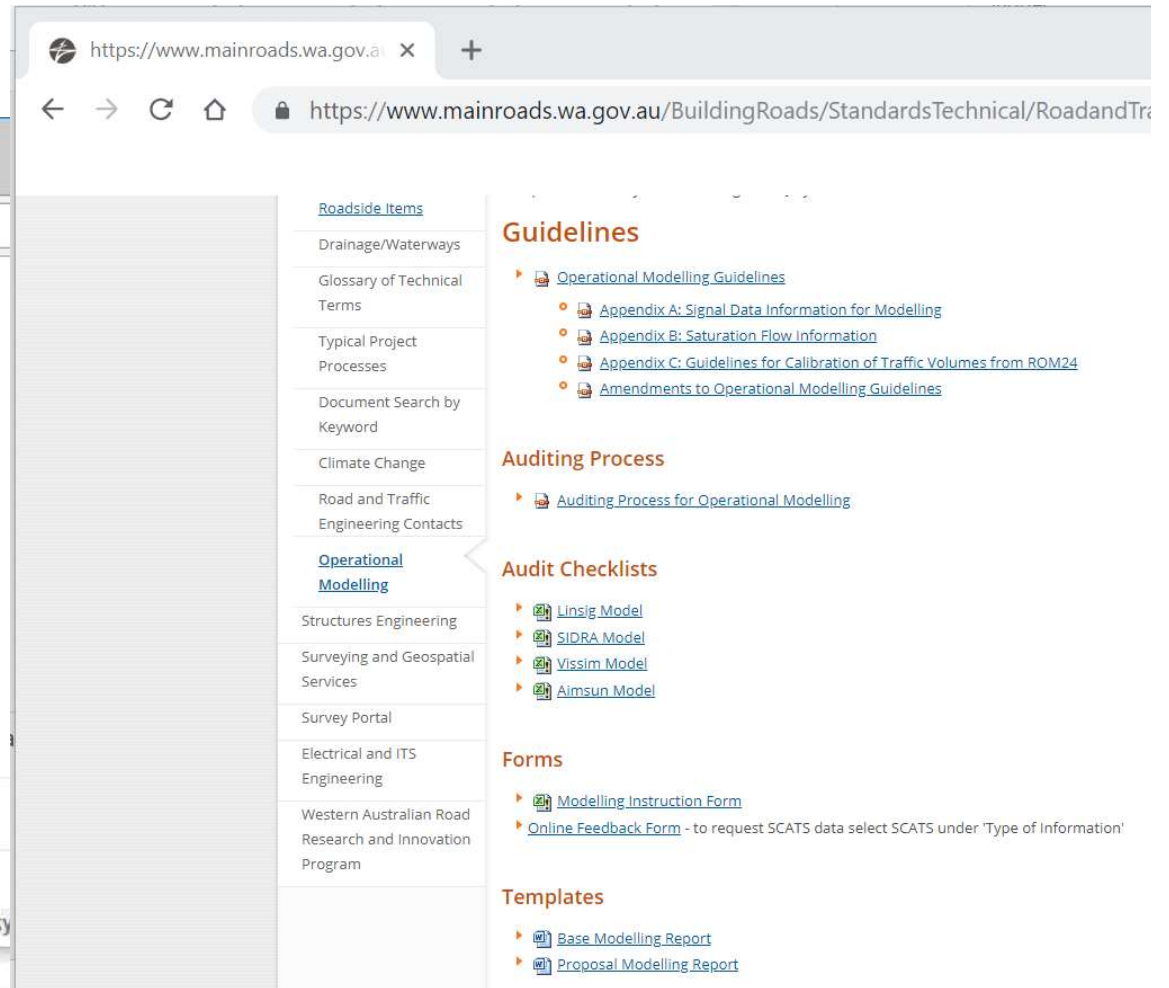 https://www.mainroads.wa.gov.a
https://www.mainroads.wa.gov.au/BuildingRoads/StandardsTechnical/RoadandTra
Roadside Items
Drainage/Waterways
Glossary of Technical
Terms
Typical Project
Processes
Document Search by
Keyword
Climate Change
Road and Traffic
Engineering Contacts
Operational
Modelling
Structures Engineering
Surveying and Geospatial
Services
Survey Portal
Electrical and ITS
Engineering
Western Australian Road
Research and Innovation
Program
Guidelines
Operational Modelling Guidelines
Appendix A: Signal Data Information for Modelling
Appendix B: Saturation Flow Information
Appendix C: Guidelines for Calibration of Traffic Volumes from ROM24
Amendments to Operational Modelling Guidelines
Auditing Process
Auditing Process for Operational Modelling
Audit Checklists
Linsig Model
SIDRA Model
Vissim Model
Aimsun Model
Forms
Modelling Instruction Form
Online Feedback Form - to request SCATS data select SCATS under 'Type of Information'
Templates
Base Modelling Report
Proposal Modelling Report